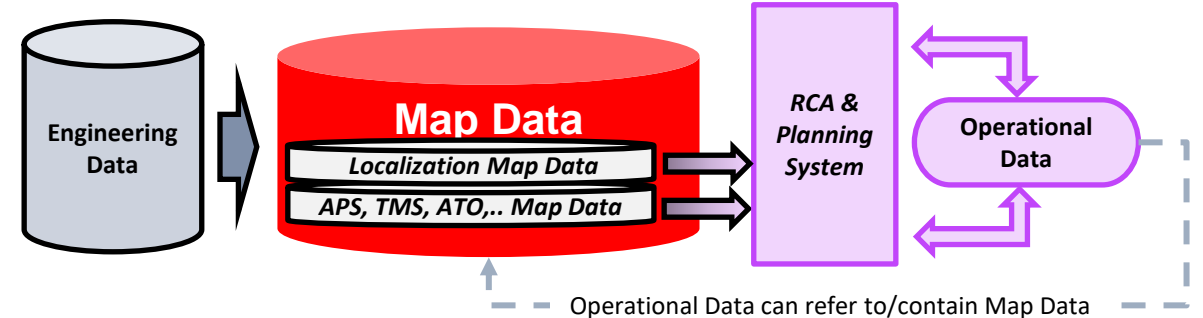 Engineering
Data
Map Data
Localization Map Data
APS, TMS, ATO,.. Map Data
RCA &
Planning
System
Operational
Data
Operational Data can refer to/contain Map Data